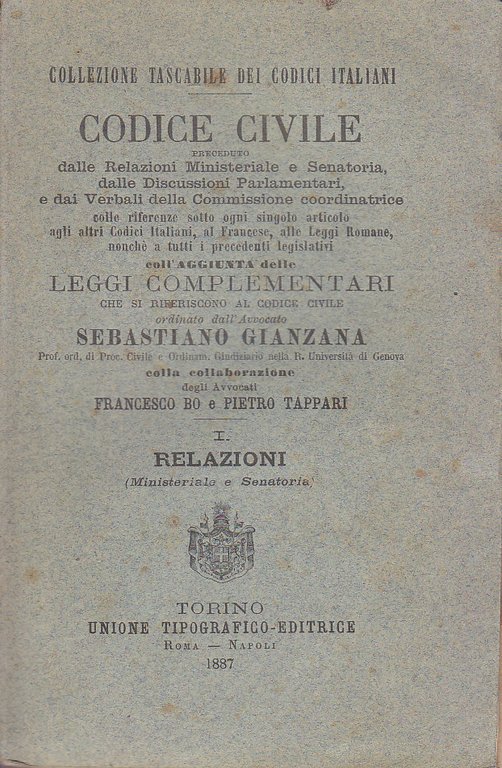 COLLEZIONE TASCABILE DEI CODICI ITALIANI
CODICE CIVILE
PRECEDUTO
dalle Relazioni Ministeriale e Senatoria,
dalle Discussioni Parlamentari,
e dai Verbali della Commissione coordinatrice
colle riferenze sotto ogni singolo articolo
agli altri Codici Italiani, al Francese, alle Leggi Romane,
nonchè a tutti i precedenti legislativi
coll'AGGIUNTA delle
LEGGI COMPLEMENTARI
CHE SI RIFERISCONO AL CODICE CIVILE
ordinato dall'Avvocato
SEBASTIANO GIANZANA
Prof. ord. di Proc. Civile e Ordinam. Giudiziario nella R. Università di Genova
colla collaborazione
degli Avvocati
FRANCESCO BO e PIETRO TAPPARI
I.
RELAZIONI
(Ministeriale e Senatoria)
TORINO
UNIONE TIPOGRAFICO-EDITRICE
ROMA — NAPOLI
1887